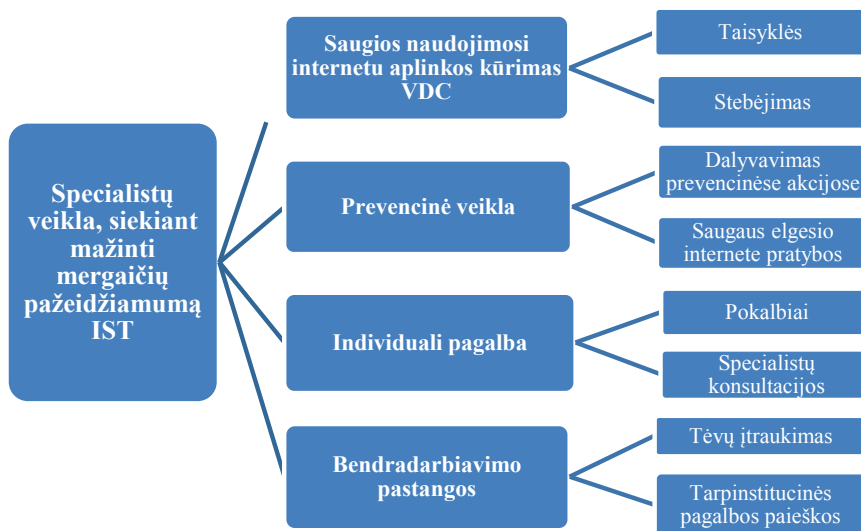 Specialistų
veikla, siekiant
mažinti
mergaičių
pažeidžiamumą
IST
Saugios naudojimosi
internetu aplinkos kūrimas
VDC
Taisyklės
Stebėjimas
Prevencinė veikla
Dalyvavimas
prevencinėse akcijose
Saugaus elgesio
internete pratybos
Individuali pagalba
Pokalbiai
Specialistų
konsultacijos
Bendradarbiavimo
pastangos
Tėvų įtraukimas
Tarpinstitucinės
pagalbos paieškos